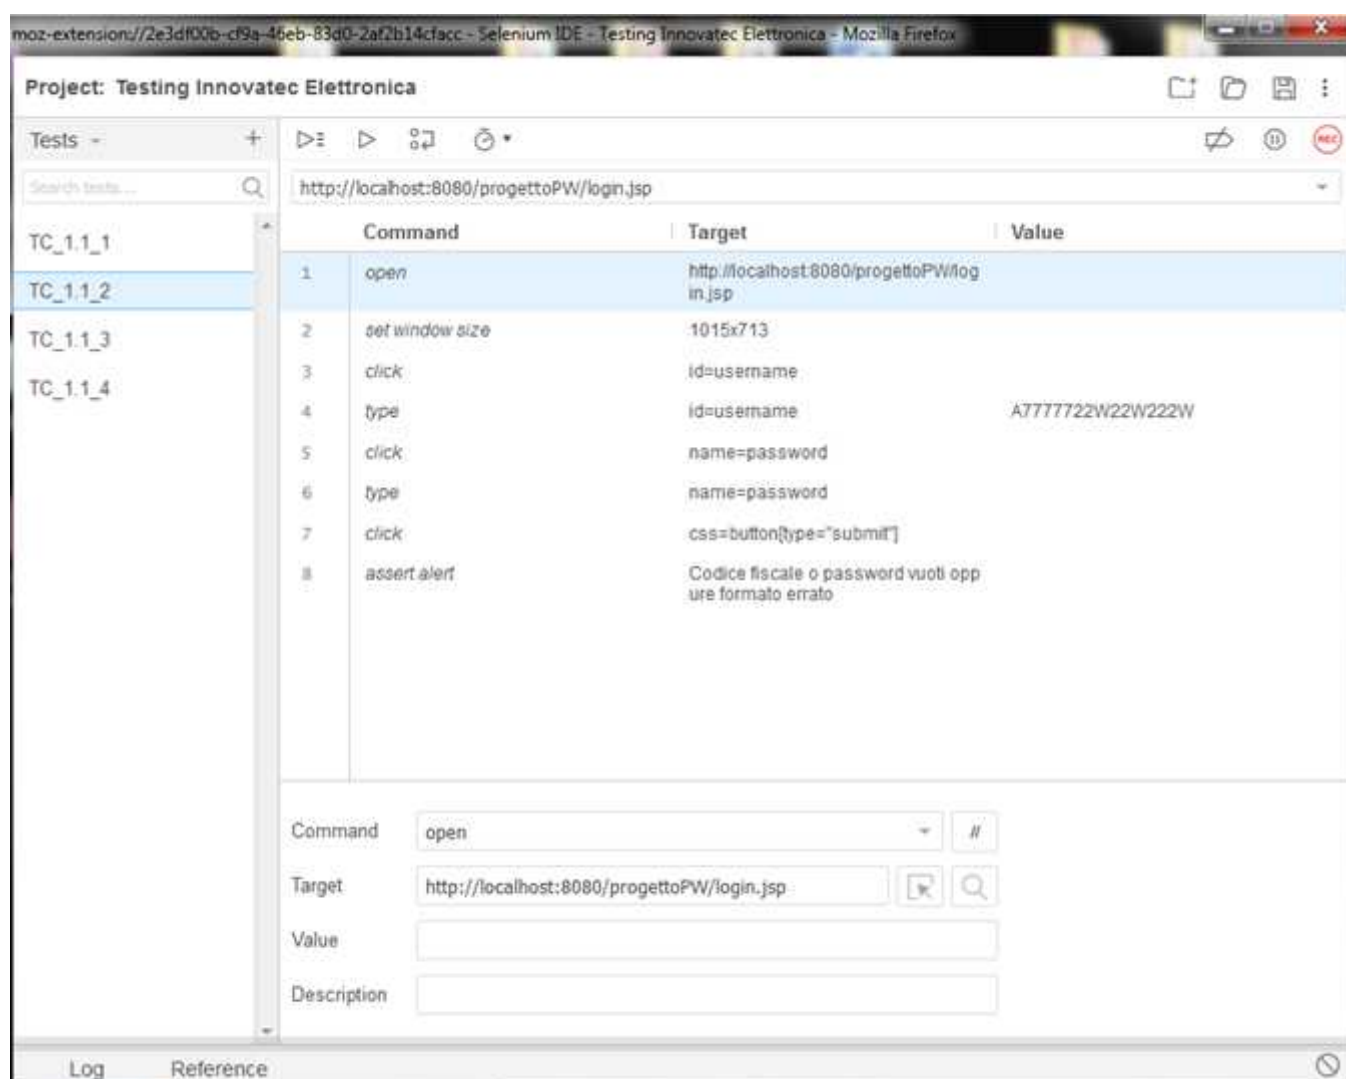 moz-extension://2e3df00b-cf9a-46eb-83d0-2af2b14cfacc - Selenium IDE - Testing Innovatec Elettronica - Mozilla Firefox
Project: Testing Innovatec Elettronica
Tests
Search tests...
http://localhost:8080/progettoPW/login.jsp
REC
TC_1.1_1
TC_1.1_2
TC_1.1_3
TC_1.1_4
Command Target Value
1 open http://localhost:8080/progettoPW/log
in.jsp
2 set window size 1015x713
3 click id=username
4 type id=username A7777722W22W222W
5 click name=password
6 type name=password
7 click css=button[type="submit"]
8 assert alert Codice fiscale o password vuoti opp
ure formato errato
Command open //
Target http://localhost:8080/progettoPW/login.jsp
Value
Description
Log Reference